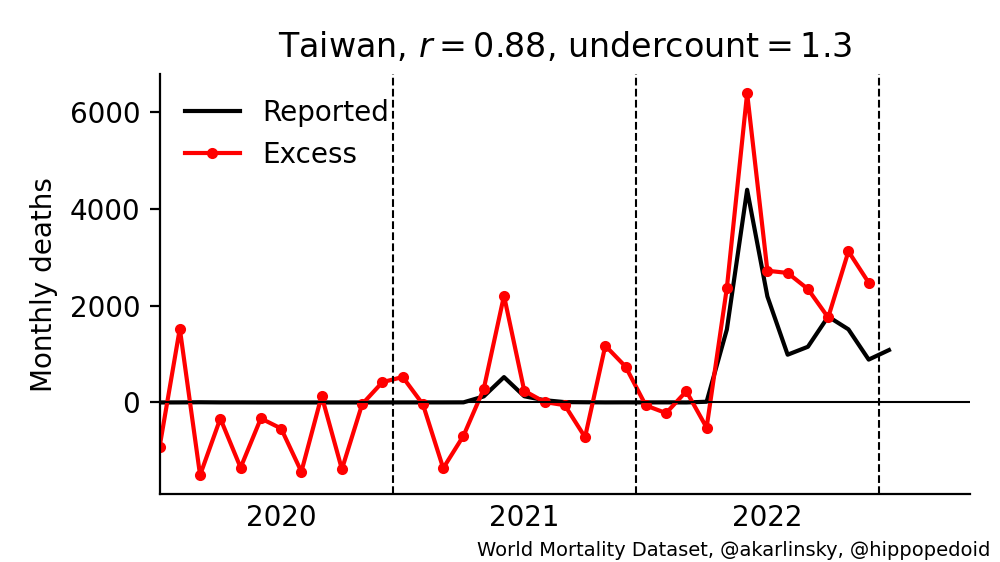 Taiwan, r = 0.88, undercount = 1.3
Reported
Excess
Monthly deaths
6000
4000
2000
0
2020 2021 2022
World Mortality Dataset, @akarlinsky, @hippopedoid